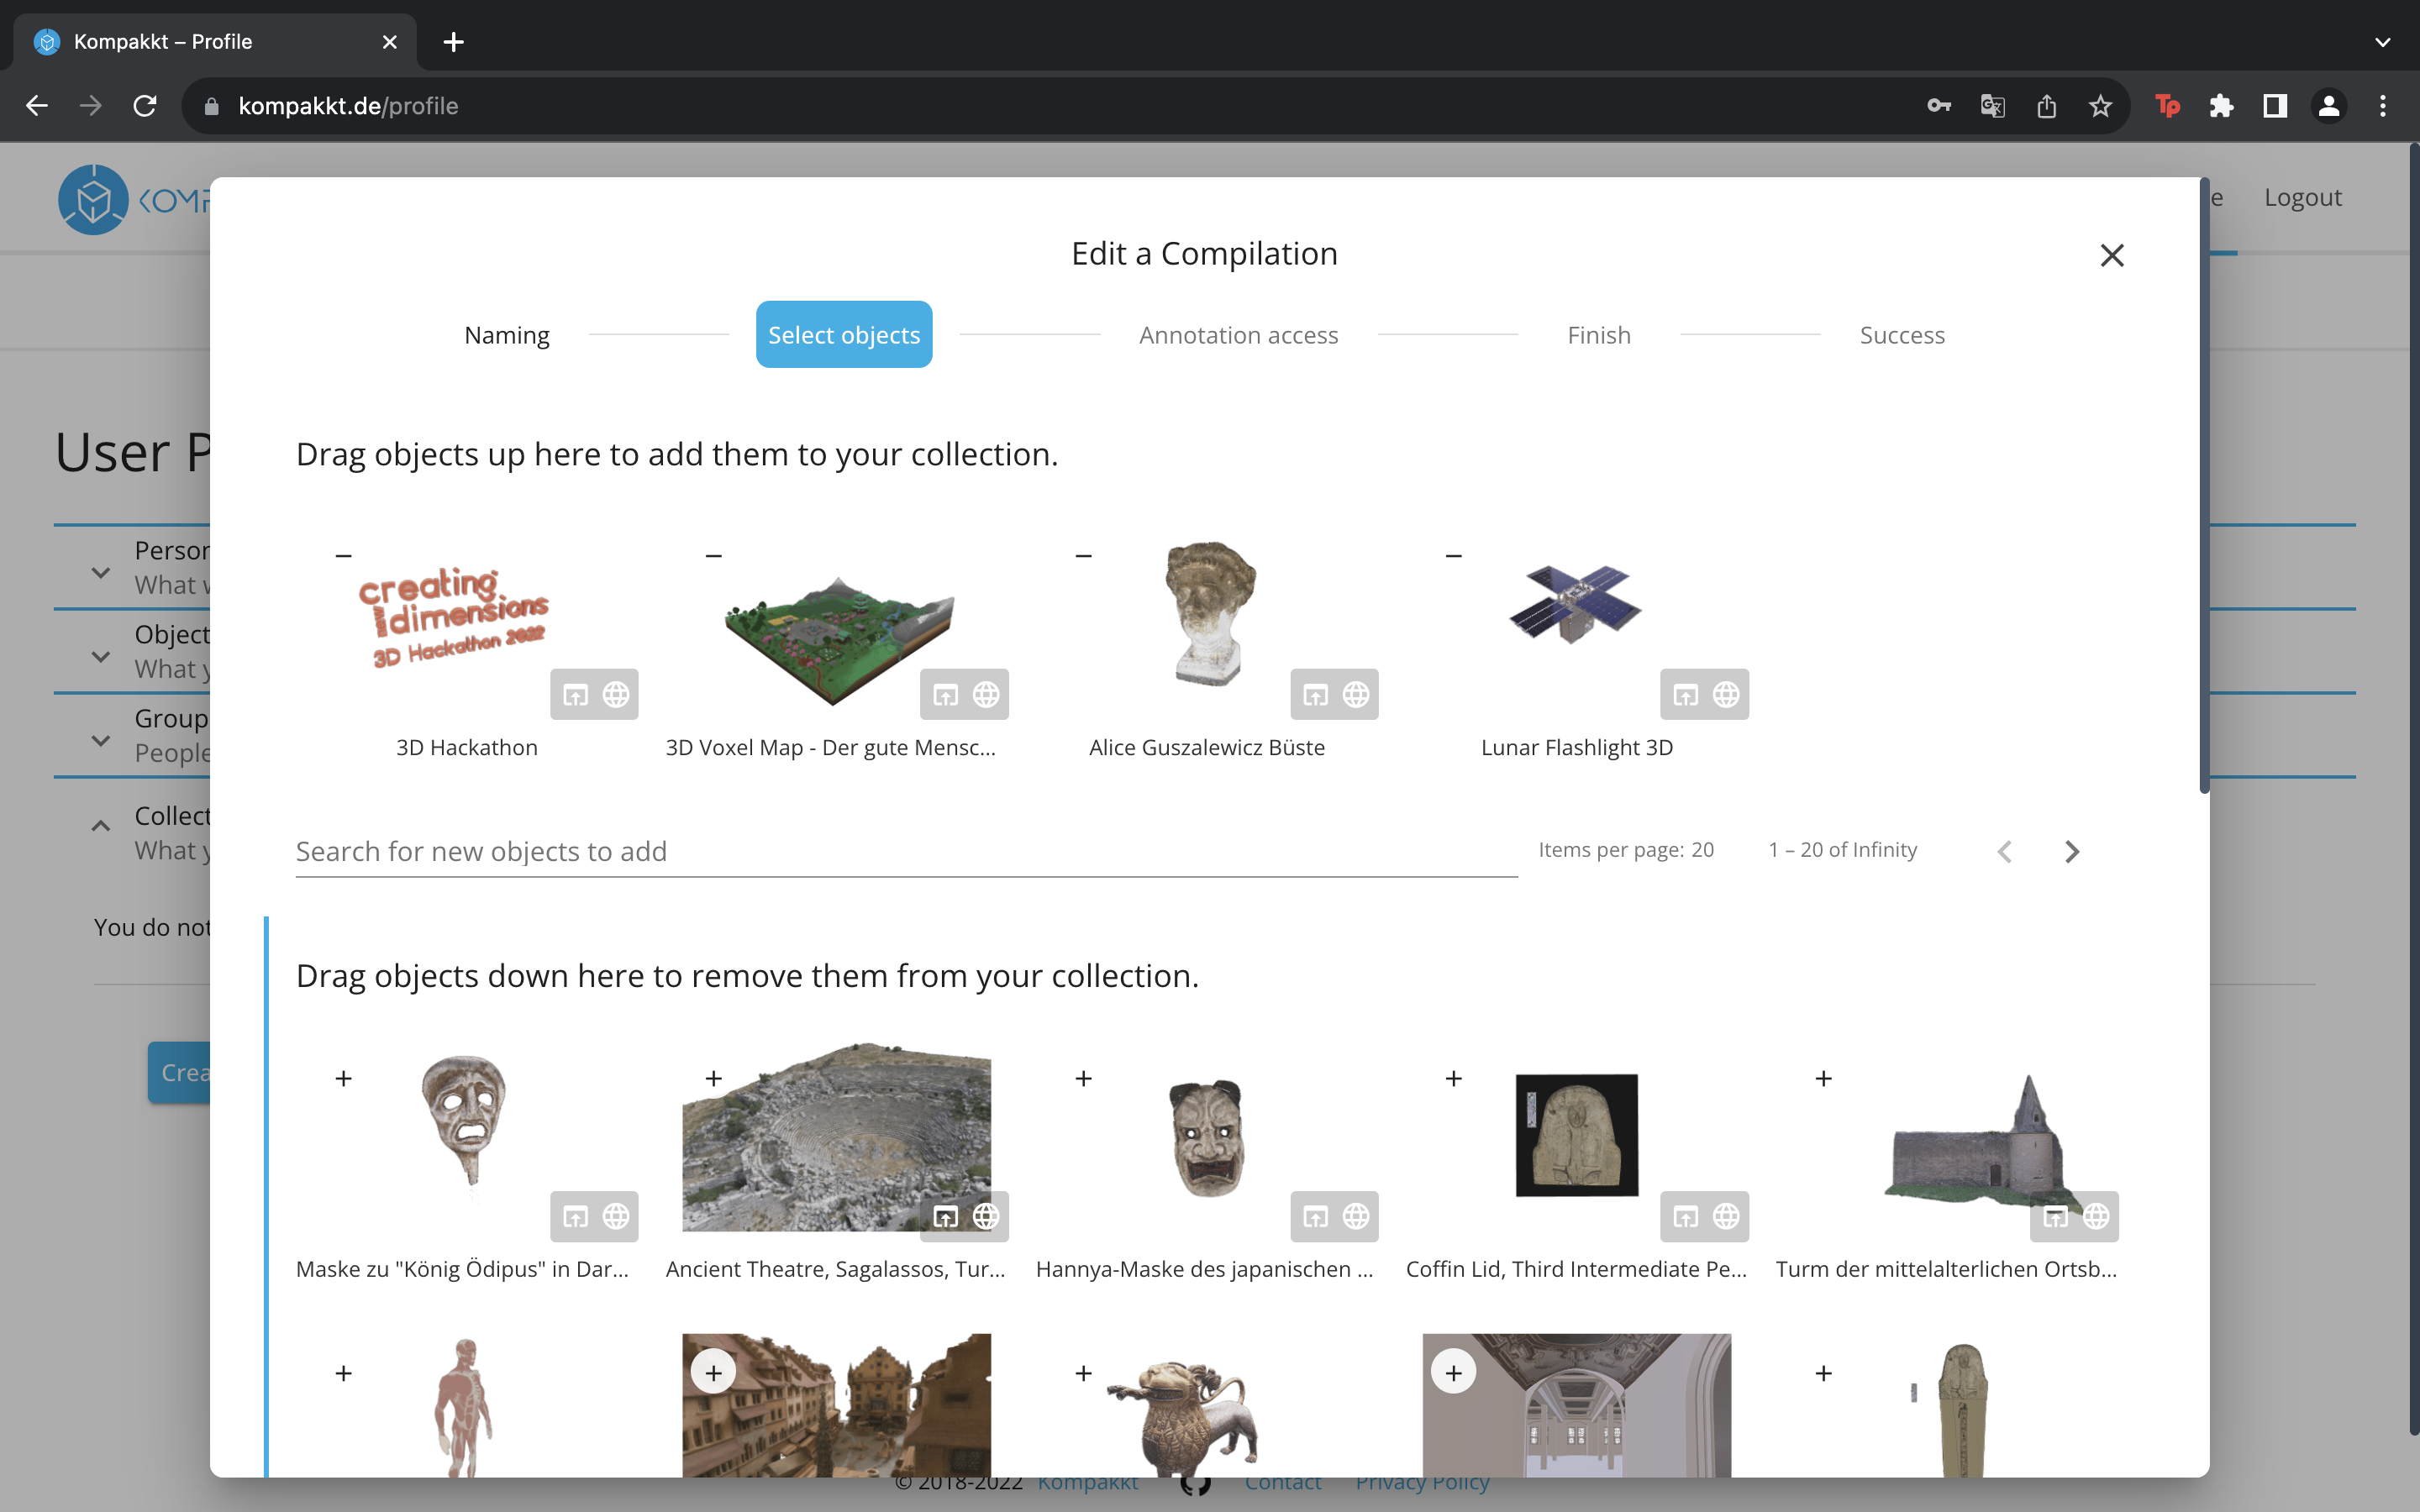 Kompakkt – Profile
kompakkt.de/profile
Tp
Logout
Edit a Compilation
Naming
Select objects
Annotation access
Finish
Success
User P
Drag objects up here to add them to your collection.
Person
What w
Object
What y
Group
People
Collect
What y
creating
new dimensions
3D Hackathon 2022
3D Hackathon
3D Voxel Map - Der gute Mensc...
Alice Guszalewicz Büste
Lunar Flashlight 3D
Search for new objects to add
Items per page: 20
1 – 20 of Infinity
You do not
Drag objects down here to remove them from your collection.
Crea
Maske zu "König Ödipus" in Dar...
Ancient Theatre, Sagalassos, Tur...
Hannya-Maske des japanischen ...
Coffin Lid, Third Intermediate Pe...
Turm der mittelalterlichen Ortsb...
© 2018-2022 Kompakkt Contact Privacy Policy